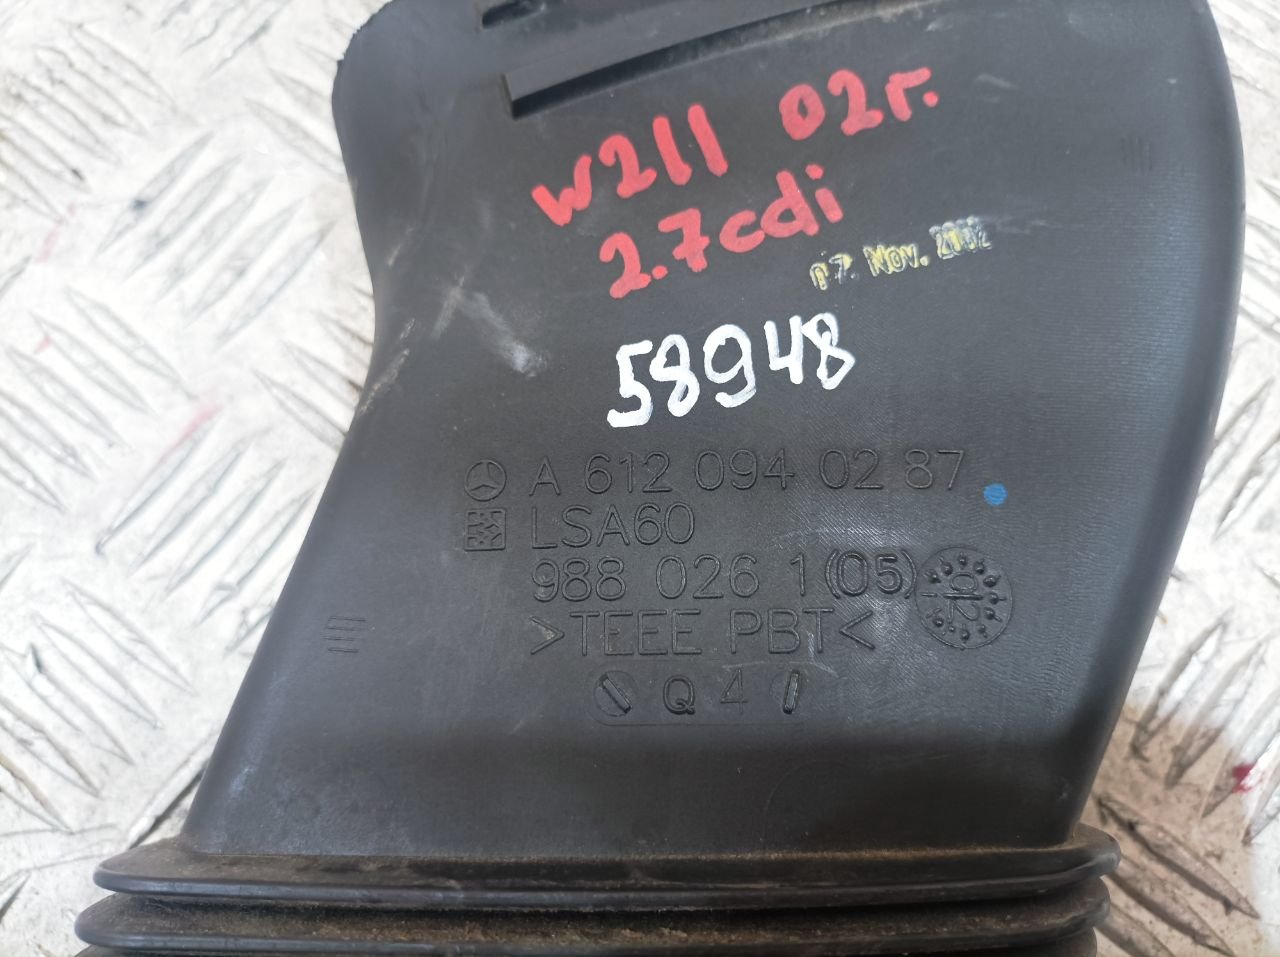 w211 02г.
2.7cdi
07. Nov. 2002
58948
A 612 094 02 87
LSA60
988 026 1(05)
>TEEE PBT<
Q 4